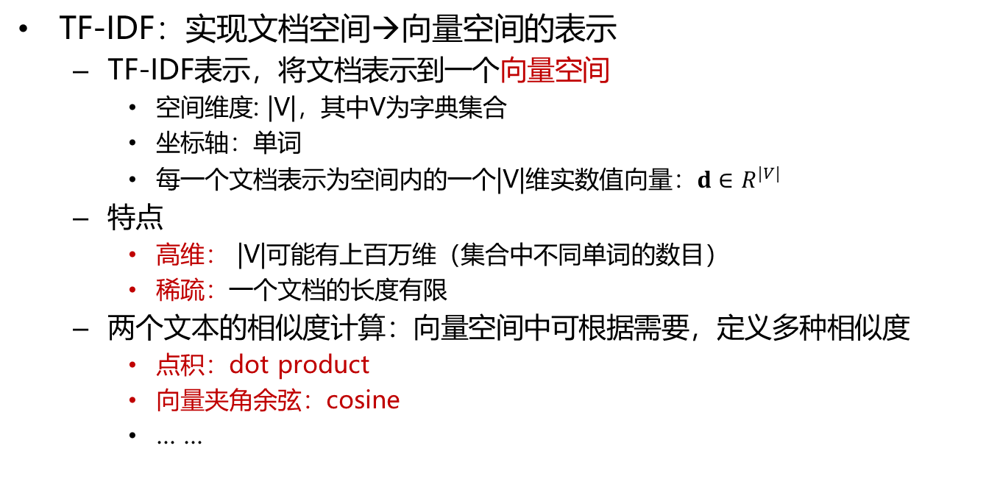 • TF-IDF：实现文档空间→向量空间的表示
– TF-IDF表示，将文档表示到一个向量空间
• 空间维度: |V|，其中V为字典集合
• 坐标轴：单词
• 每一个文档表示为空间内的一个|V|维实数值向量：𝐝 ∈ 𝑅^|𝑉|
– 特点
• 高维： |V|可能有上百万维（集合中不同单词的数目）
• 稀疏：一个文档的长度有限
– 两个文本的相似度计算：向量空间中可根据需要，定义多种相似度
• 点积：dot product
• 向量夹角余弦：cosine
• … …